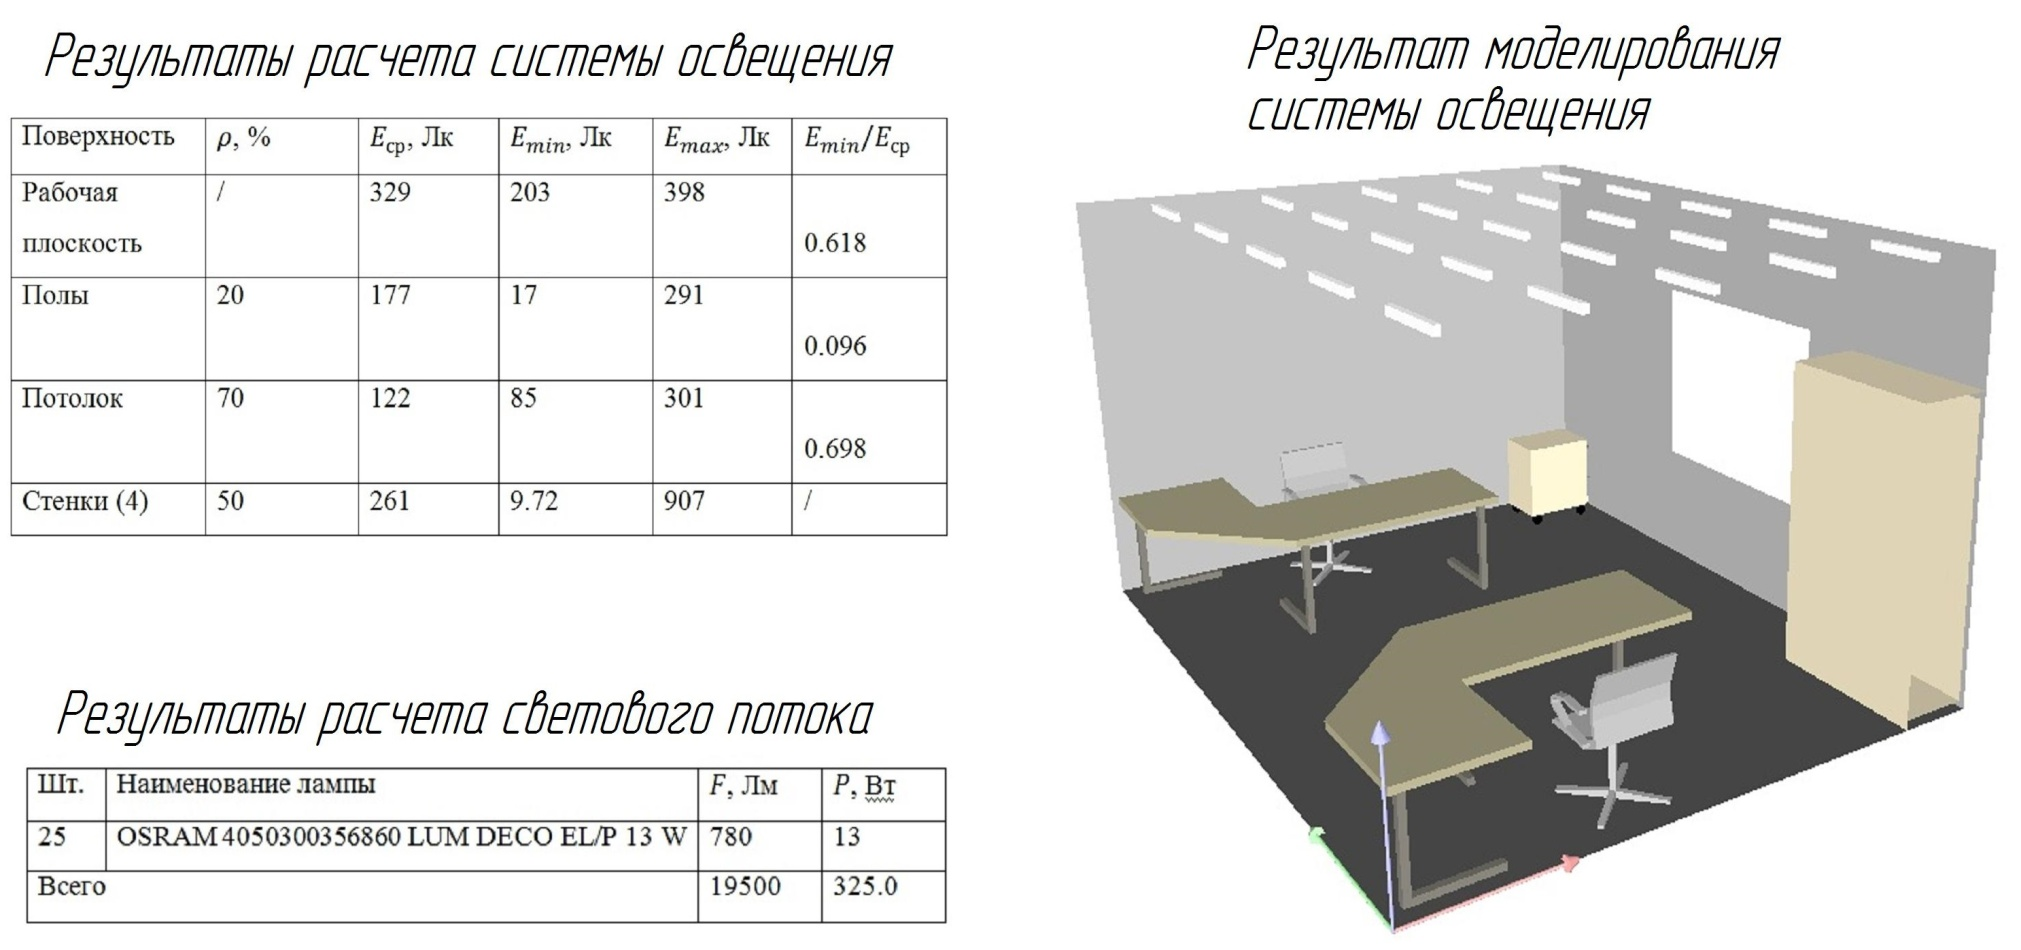 Результаты расчета системы освещения
Поверхность ρ, % Eср, Лк Emin, Лк Emax, Лк Emin/Eср
Рабочая / 329 203 398
плоскость 0.618
Полы 20 177 17 291
0.096
Потолок 70 122 85 301
0.698
Стенки (4) 50 261 9.72 907 /
Результаты расчета светового потока
Шт. Наименование лампы F, Лм P, Вт
25 OSRAM 4050300356860 LUM DECO EL/P 13 W 780 13
Всего 19500 325.0
Результат моделирования
системы освещения